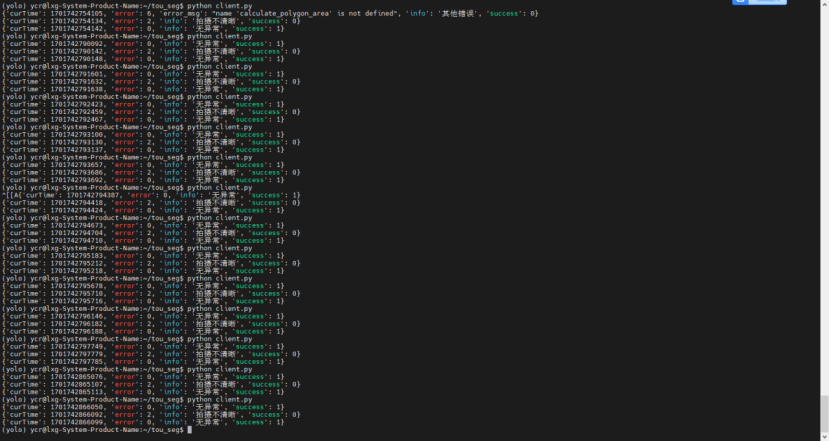 (yolo) ycr@lxg-System-Product-Name:~/tou_seg$ python client.py
{'curTime': 1701742754105, 'error': 6, 'error_msg': "name 'calculate_polygon_area' is not defined", 'info': '其他错误', 'success': 0}
{'curTime': 1701742754134, 'error': 2, 'info': '拍摄不清晰', 'success': 0}
{'curTime': 1701742754142, 'error': 0, 'info': '无异常', 'success': 1}
(yolo) ycr@lxg-System-Product-Name:~/tou_seg$ python client.py
{'curTime': 1701742790092, 'error': 0, 'info': '无异常', 'success': 1}
{'curTime': 1701742790142, 'error': 2, 'info': '拍摄不清晰', 'success': 0}
{'curTime': 1701742790148, 'error': 0, 'info': '无异常', 'success': 1}
(yolo) ycr@lxg-System-Product-Name:~/tou_seg$ python client.py
{'curTime': 1701742791601, 'error': 0, 'info': '无异常', 'success': 1}
{'curTime': 1701742791632, 'error': 2, 'info': '拍摄不清晰', 'success': 0}
{'curTime': 1701742791638, 'error': 0, 'info': '无异常', 'success': 1}
(yolo) ycr@lxg-System-Product-Name:~/tou_seg$ python client.py
{'curTime': 1701742792423, 'error': 0, 'info': '无异常', 'success': 1}
{'curTime': 1701742792459, 'error': 2, 'info': '拍摄不清晰', 'success': 0}
{'curTime': 1701742792467, 'error': 0, 'info': '无异常', 'success': 1}
(yolo) ycr@lxg-System-Product-Name:~/tou_seg$ python client.py
{'curTime': 1701742793100, 'error': 0, 'info': '无异常', 'success': 1}
{'curTime': 1701742793130, 'error': 2, 'info': '拍摄不清晰', 'success': 0}
{'curTime': 1701742793137, 'error': 0, 'info': '无异常', 'success': 1}
(yolo) ycr@lxg-System-Product-Name:~/tou_seg$ python client.py
{'curTime': 1701742793657, 'error': 0, 'info': '无异常', 'success': 1}
{'curTime': 1701742793686, 'error': 2, 'info': '拍摄不清晰', 'success': 0}
{'curTime': 1701742793692, 'error': 0, 'info': '无异常', 'success': 1}
(yolo) ycr@lxg-System-Product-Name:~/tou_seg$ python client.py
^[[A{'curTime': 1701742794387, 'error': 0, 'info': '无异常', 'success': 1}
{'curTime': 1701742794418, 'error': 2, 'info': '拍摄不清晰', 'success': 0}
{'curTime': 1701742794424, 'error': 0, 'info': '无异常', 'success': 1}
(yolo) ycr@lxg-System-Product-Name:~/tou_seg$ python client.py
{'curTime': 1701742794673, 'error': 0, 'info': '无异常', 'success': 1}
{'curTime': 1701742794704, 'error': 2, 'info': '拍摄不清晰', 'success': 0}
{'curTime': 1701742794710, 'error': 0, 'info': '无异常', 'success': 1}
(yolo) ycr@lxg-System-Product-Name:~/tou_seg$ python client.py
{'curTime': 1701742795183, 'error': 0, 'info': '无异常', 'success': 1}
{'curTime': 1701742795212, 'error': 2, 'info': '拍摄不清晰', 'success': 0}
{'curTime': 1701742795218, 'error': 0, 'info': '无异常', 'success': 1}
(yolo) ycr@lxg-System-Product-Name:~/tou_seg$ python client.py
{'curTime': 1701742795678, 'error': 0, 'info': '无异常', 'success': 1}
{'curTime': 1701742795710, 'error': 2, 'info': '拍摄不清晰', 'success': 0}
{'curTime': 1701742795716, 'error': 0, 'info': '无异常', 'success': 1}
(yolo) ycr@lxg-System-Product-Name:~/tou_seg$ python client.py
{'curTime': 1701742796146, 'error': 0, 'info': '无异常', 'success': 1}
{'curTime': 1701742796182, 'error': 2, 'info': '拍摄不清晰', 'success': 0}
{'curTime': 1701742796188, 'error': 0, 'info': '无异常', 'success': 1}
(yolo) ycr@lxg-System-Product-Name:~/tou_seg$ python client.py
{'curTime': 1701742797749, 'error': 0, 'info': '无异常', 'success': 1}
{'curTime': 1701742797779, 'error': 2, 'info': '拍摄不清晰', 'success': 0}
{'curTime': 1701742797785, 'error': 0, 'info': '无异常', 'success': 1}
(yolo) ycr@lxg-System-Product-Name:~/tou_seg$ python client.py
{'curTime': 1701742865076, 'error': 0, 'info': '无异常', 'success': 1}
{'curTime': 1701742865107, 'error': 2, 'info': '拍摄不清晰', 'success': 0}
{'curTime': 1701742865113, 'error': 0, 'info': '无异常', 'success': 1}
(yolo) ycr@lxg-System-Product-Name:~/tou_seg$ python client.py
{'curTime': 1701742866050, 'error': 0, 'info': '无异常', 'success': 1}
{'curTime': 1701742866092, 'error': 2, 'info': '拍摄不清晰', 'success': 0}
{'curTime': 1701742866099, 'error': 0, 'info': '无异常', 'success': 1}
(yolo) ycr@lxg-System-Product-Name:~/tou_seg$